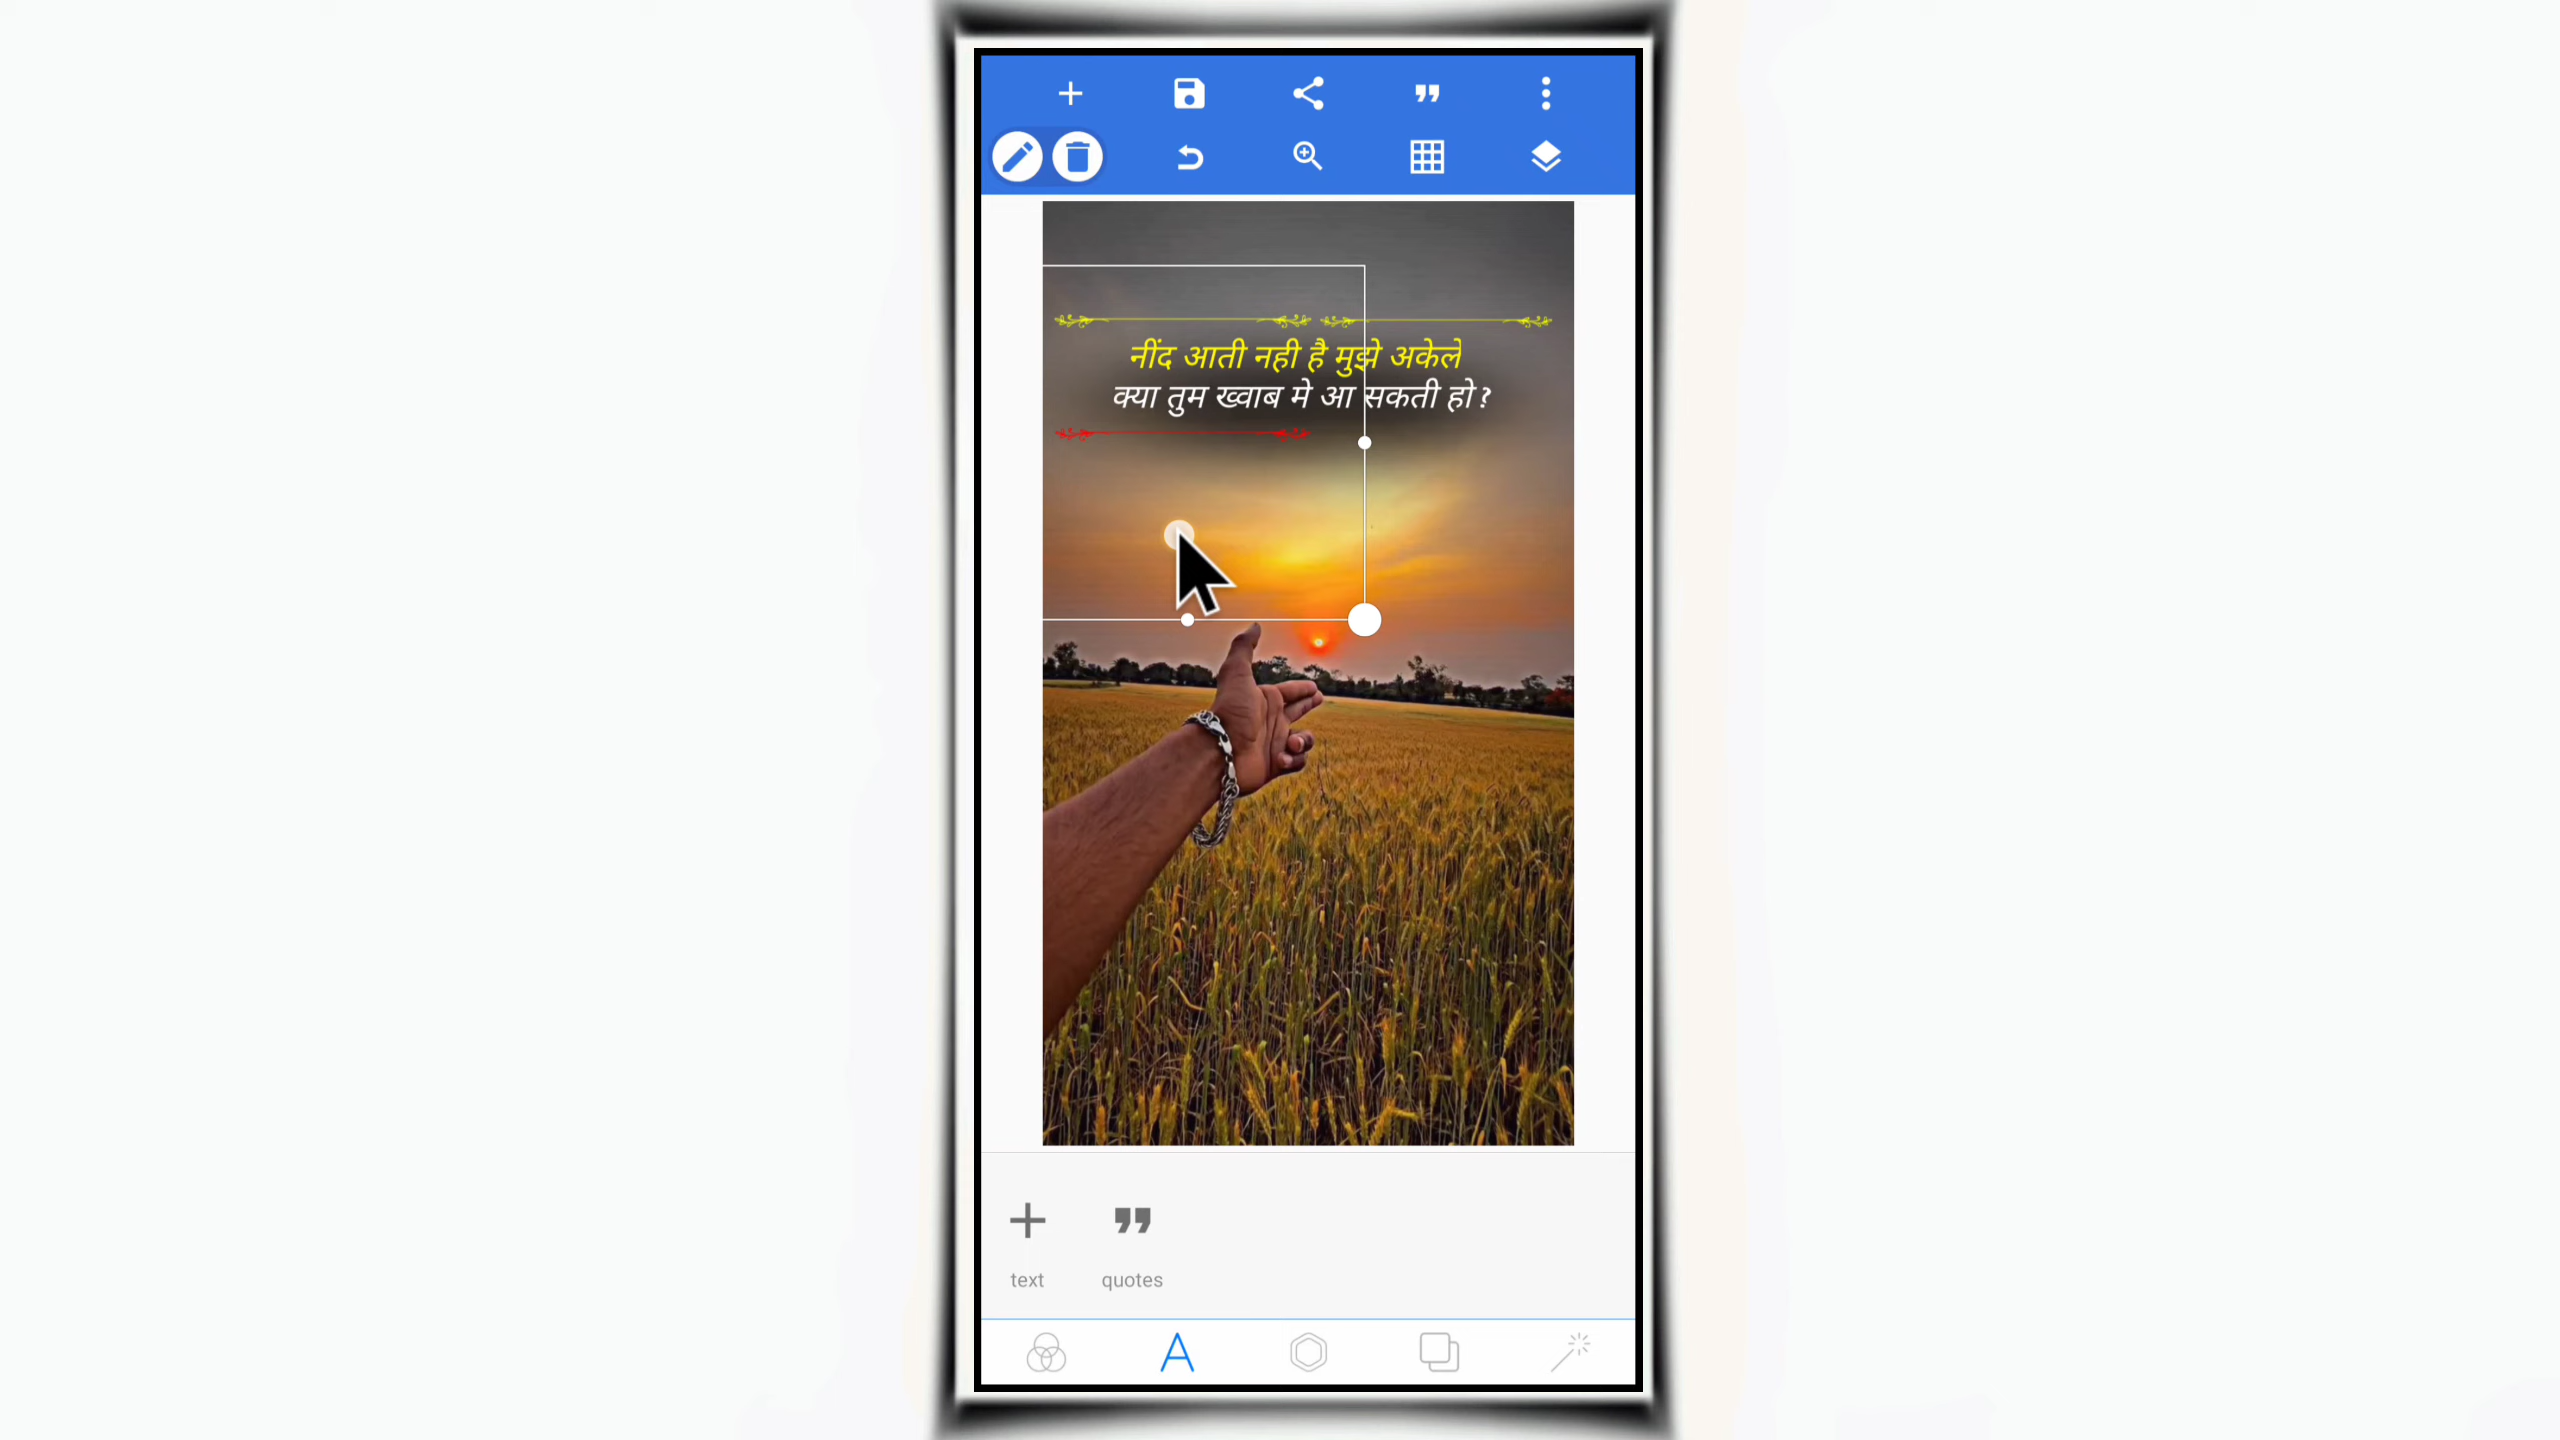 नींद आती नही है मुझे अकेले
क्या तुम ख्वाब मे आ सकती हो?
text
quotes